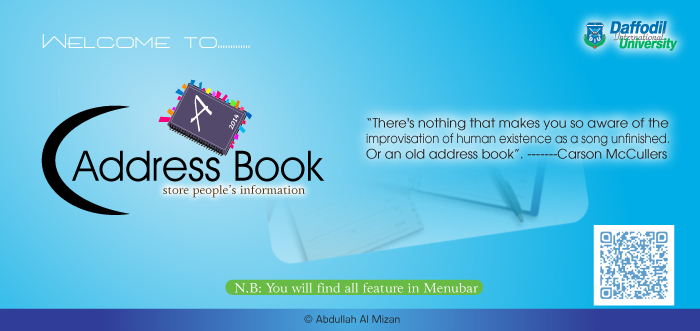 WELCOME TO............
Daffodil
International
University
A
2014
Address Book
store people's information
"There's nothing that makes you so aware of the
improvisation of human existence as a song unfinished.
Or an old address book". -------Carson McCullers
N.B: You will find all feature in Menubar
© Abdullah Al Mizan